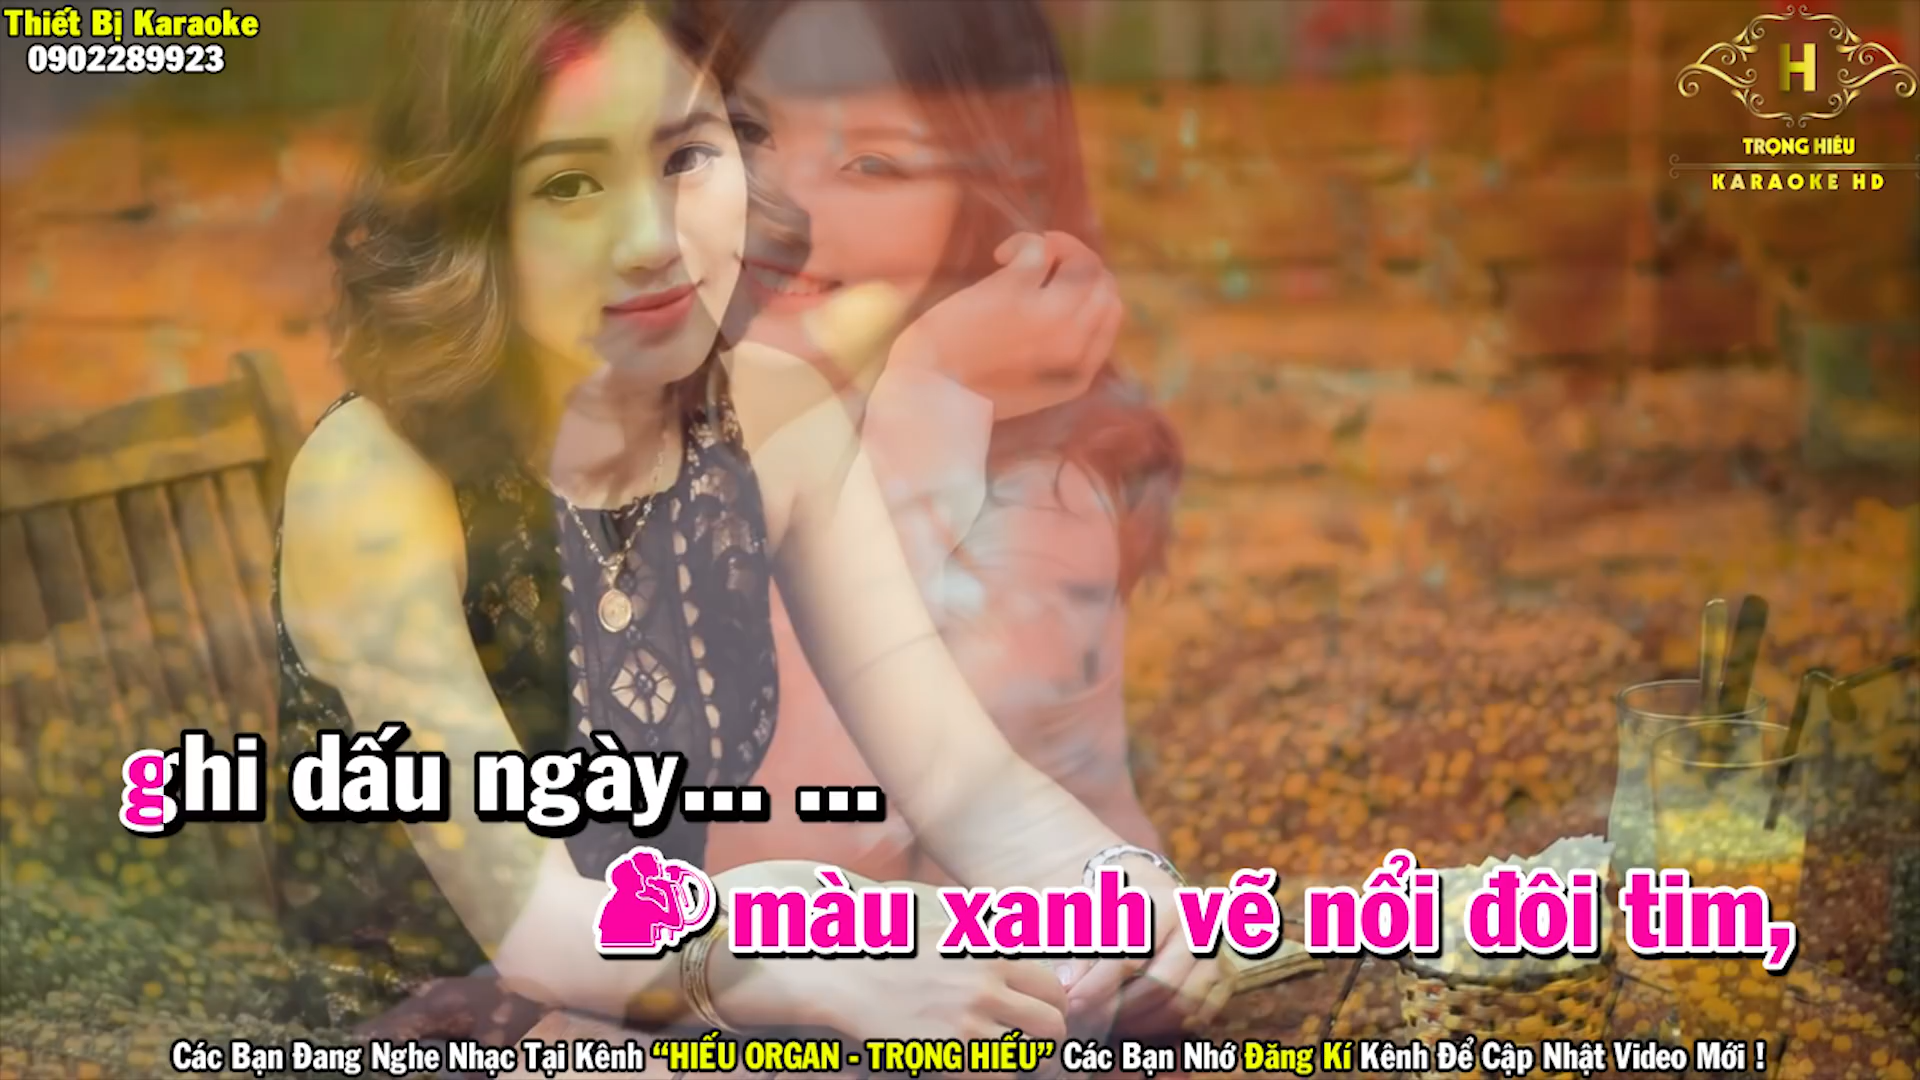 Thiết Bị Karaoke
0902289923
H
TRỌNG HIẾU
KARAOKE HD
ghi dấu ngày... ...
màu xanh vẽ nổi đôi tim,
Các Bạn Đang Nghe Nhạc Tại Kênh “HIẾU ORGAN - TRỌNG HIẾU” Các Bạn Nhớ Đăng Kí Kênh Để Cập Nhật Video Mới !